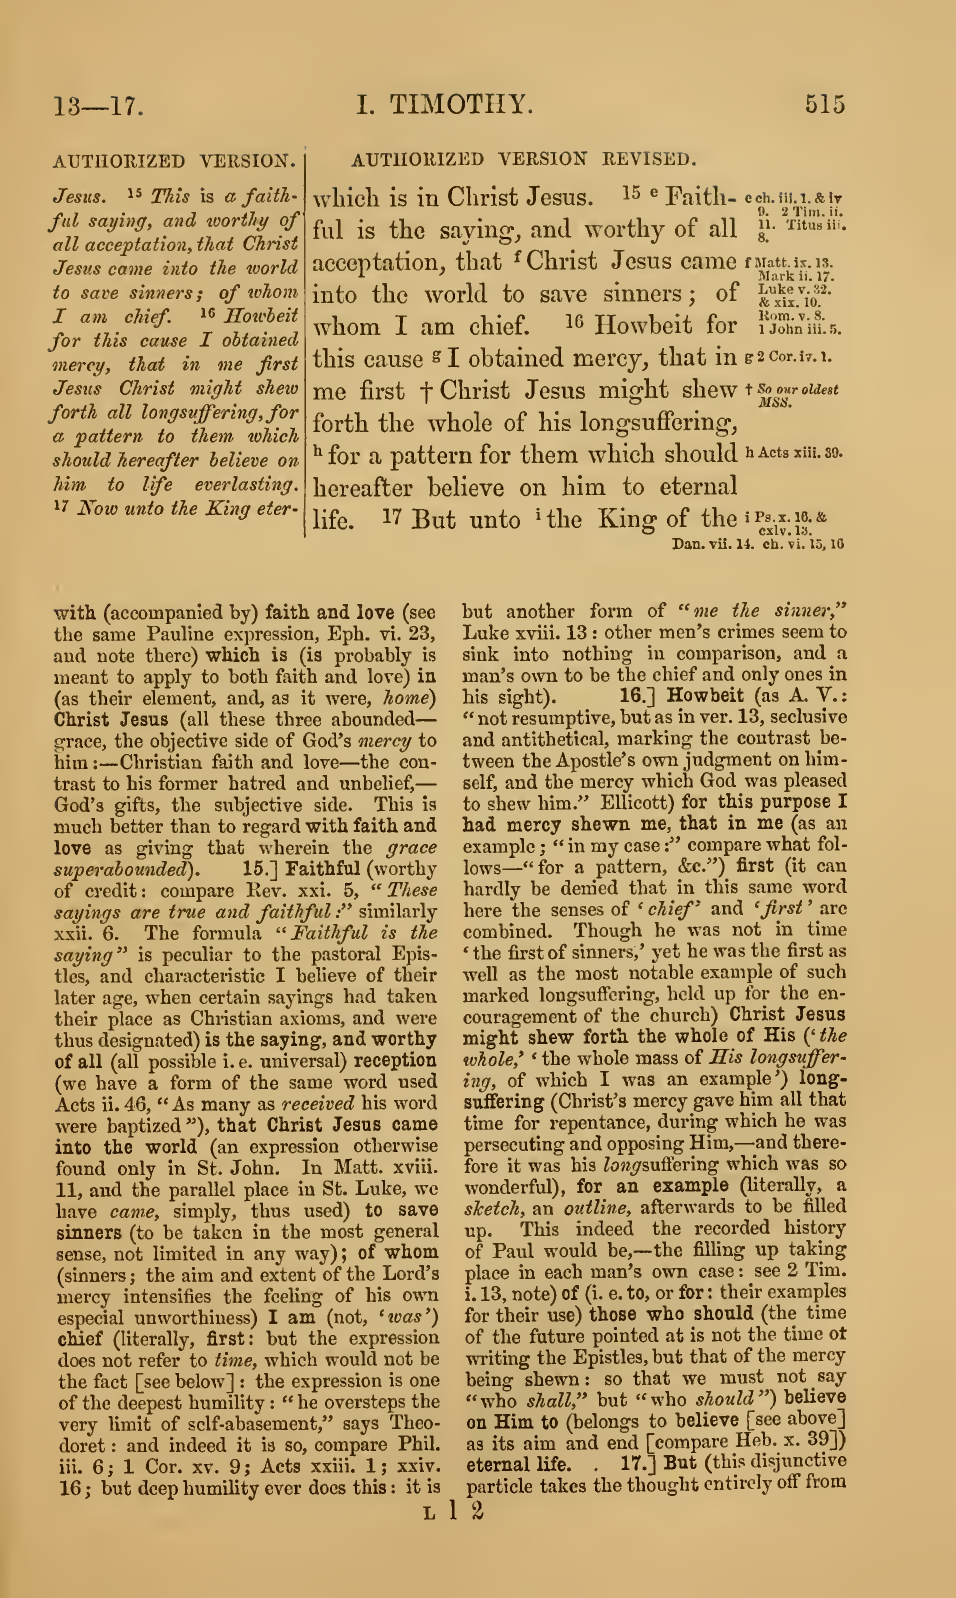 13—17.
I. TIMOTHY.
515
AUTHORIZED VERSION.
Jesus. 15 This is a faith-
ful saying, and worthy of
all acceptation, that Christ
Jesus came into the world
to save sinners; of whom
I am chief. 16 Howbeit
for this cause I obtained
mercy, that in me first
Jesus Christ might shew
forth all longsuffering, for
a pattern to them which
should hereafter believe on
him to life everlasting.
17 Now unto the King eter-
AUTHORIZED VERSION REVISED.
which is in Christ Jesus. 15 e Faith-
ful is the saying, and worthy of all
acceptation, that f Christ Jesus came
into the world to save sinners; of
whom I am chief. 16 Howbeit for
this cause g I obtained mercy, that in
me first † Christ Jesus might shew
forth the whole of his longsuffering,
h for a pattern for them which should
hereafter believe on him to eternal
life. 17 But unto i the King of the
e ch. iii. 1. & iv
9. 2 Tim. ii.
11. Titus iii.
8.
f Matt. ix. 13.
Mark ii. 17.
Luke v. 32.
& xix. 10.
Rom. v. 8.
1 John iii. 5.
g 2 Cor. iv. 1.
† So our oldest
MSS.
h Acts xiii. 39.
i Ps. x. 16. &
cxlv. 13.
Dan. vii. 14. ch. vi. 15, 16
with (accompanied by) faith and love (see
the same Pauline expression, Eph. vi. 23,
and note there) which is (is probably is
meant to apply to both faith and love) in
(as their element, and, as it were, home)
Christ Jesus (all these three abounded—
grace, the objective side of God's mercy to
him:—Christian faith and love—the con-
trast to his former hatred and unbelief,—
God's gifts, the subjective side. This is
much better than to regard with faith and
love as giving that wherein the grace
superabounded). 15.] Faithful (worthy
of credit: compare Rev. xxi. 5, "These
sayings are true and faithful:" similarly
xxii. 6. The formula "Faithful is the
saying" is peculiar to the pastoral Epis-
tles, and characteristic I believe of their
later age, when certain sayings had taken
their place as Christian axioms, and were
thus designated) is the saying, and worthy
of all (all possible i. e. universal) reception
(we have a form of the same word used
Acts ii. 46, "As many as received his word
were baptized"), that Christ Jesus came
into the world (an expression otherwise
found only in St. John. In Matt. xviii.
11, and the parallel place in St. Luke, we
have came, simply, thus used) to save
sinners (to be taken in the most general
sense, not limited in any way); of whom
(sinners; the aim and extent of the Lord's
mercy intensifies the feeling of his own
especial unworthiness) I am (not, 'was')
chief (literally, first: but the expression
does not refer to time, which would not be
the fact [see below]: the expression is one
of the deepest humility: "he oversteps the
very limit of self-abasement," says Theo-
doret: and indeed it is so, compare Phil.
iii. 6; 1 Cor. xv. 9; Acts xxiii. 1; xxiv.
16; but deep humility ever does this: it is
but another form of "me the sinner,"
Luke xviii. 13: other men's crimes seem to
sink into nothing in comparison, and a
man's own to be the chief and only ones in
his sight). 16.] Howbeit (as A. V.:
"not resumptive, but as in ver. 13, seclusive
and antithetical, marking the contrast be-
tween the Apostle's own judgment on him-
self, and the mercy which God was pleased
to shew him." Ellicott) for this purpose I
had mercy shewn me, that in me (as an
example; "in my case:" compare what fol-
lows—"for a pattern, &c.") first (it can
hardly be denied that in this same word
here the senses of 'chief' and 'first' are
combined. Though he was not in time
'the first of sinners,' yet he was the first as
well as the most notable example of such
marked longsuffering, held up for the en-
couragement of the church) Christ Jesus
might shew forth the whole of His ('the
whole,' 'the whole mass of His longsuffer-
ing, of which I was an example') long-
suffering (Christ's mercy gave him all that
time for repentance, during which he was
persecuting and opposing Him,—and there-
fore it was his longsuffering which was so
wonderful), for an example (literally, a
sketch, an outline, afterwards to be filled
up. This indeed the recorded history
of Paul would be,—the filling up taking
place in each man's own case: see 2 Tim.
i. 13, note) of (i. e. to, or for: their examples
for their use) those who should (the time
of the future pointed at is not the time of
writing the Epistles, but that of the mercy
being shewn: so that we must not say
"who shall," but "who should") believe
on Him to (belongs to believe [see above]
as its aim and end [compare Heb. x. 39])
eternal life. . 17.] But (this disjunctive
particle takes the thought entirely off from
L l 2